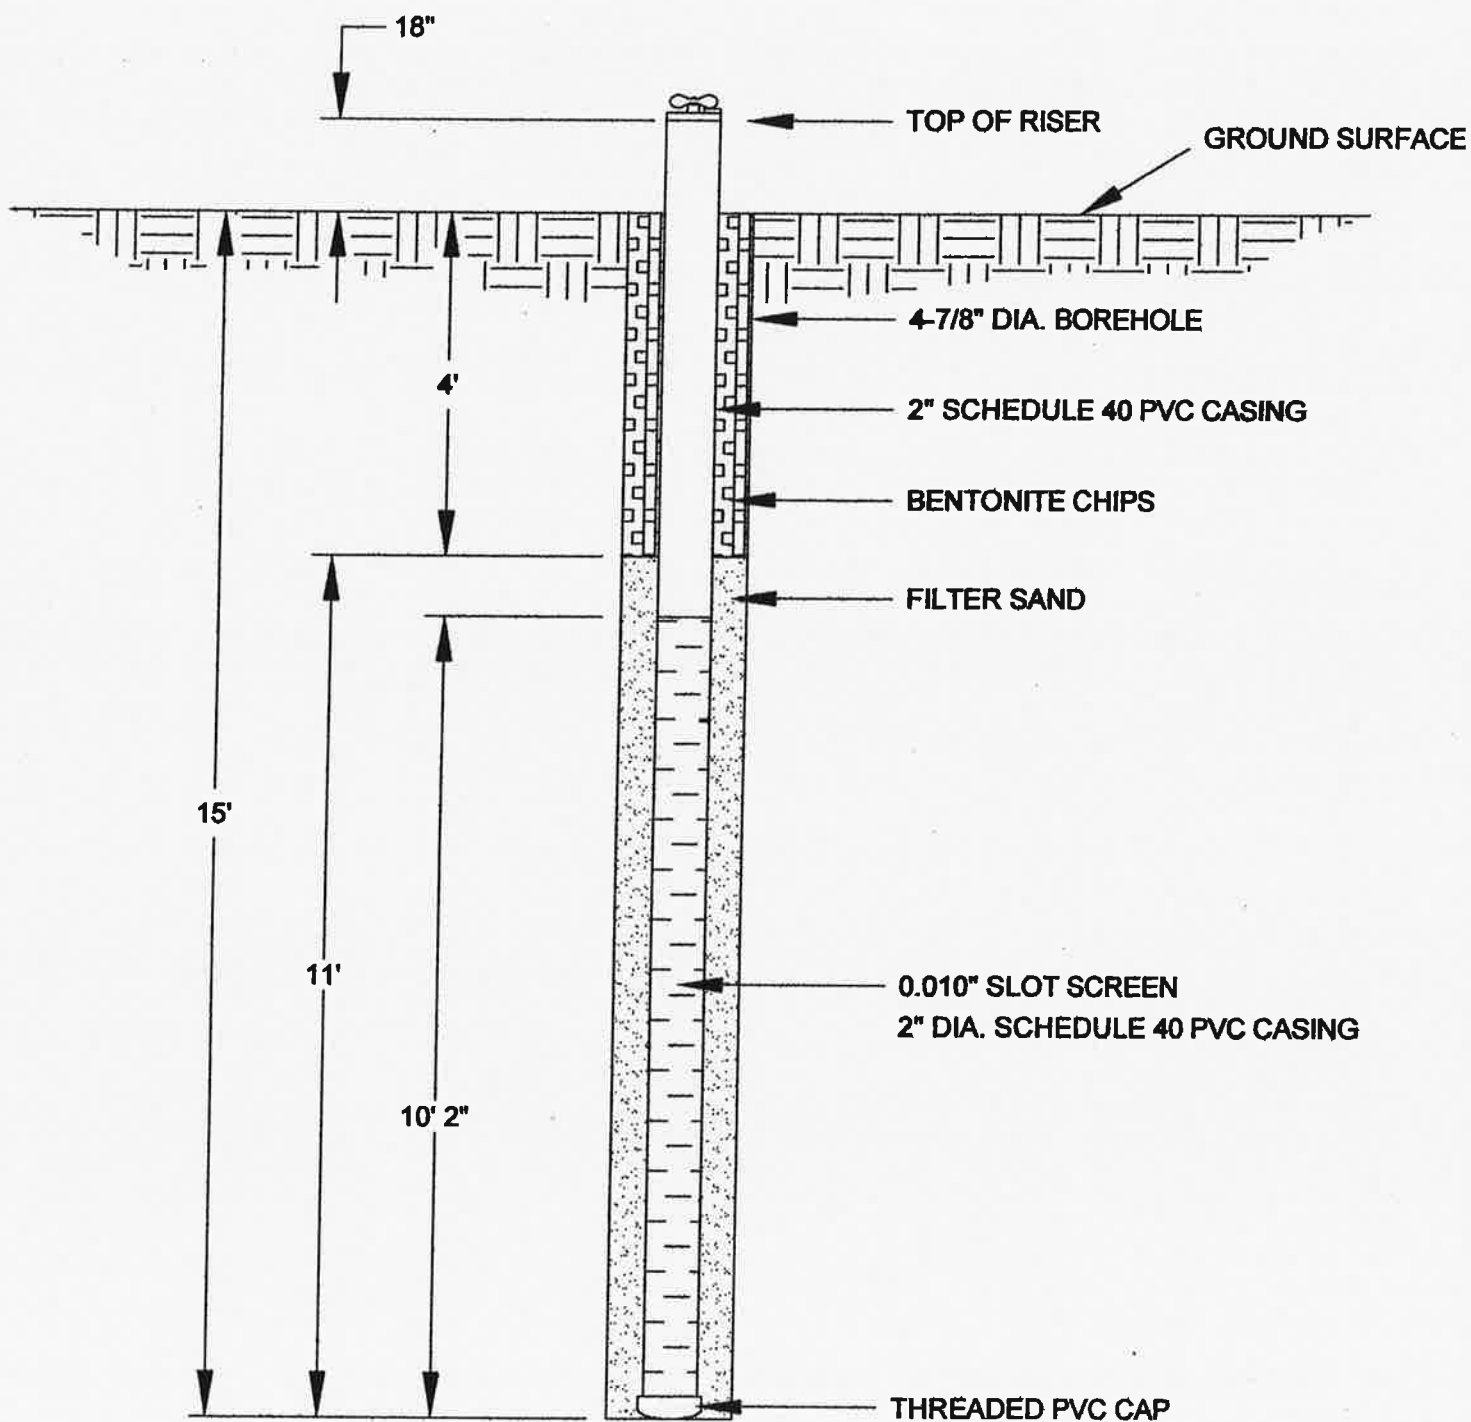 18"
TOP OF RISER
GROUND SURFACE
4-7/8" DIA. BOREHOLE
4'
2" SCHEDULE 40 PVC CASING
BENTONITE CHIPS
FILTER SAND
15'
11'
0.010" SLOT SCREEN
2" DIA. SCHEDULE 40 PVC CASING
10' 2"
THREADED PVC CAP